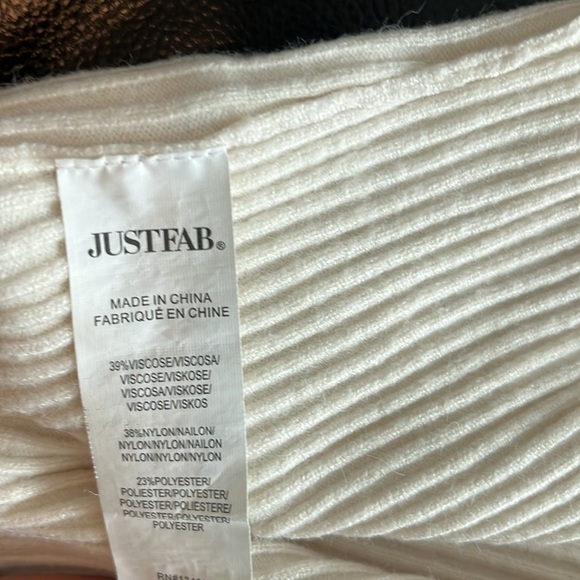 JUSTFAB®
MADE IN CHINA
FABRIQUÉ EN CHINE
39%VISCOSE/VISCOSA/
VISCOSE/VISKOSE/
VISCOSA/VISKOSE/
VISCOSE/VISKOS
38%NYLON/NAILON/
NYLON/NYLON/NAILON
NYLON/NYLON/NYLON
23%POLYESTER/
POLIESTER/POLYESTER/
POLYESTER/POLIESTERE/
POLYESTER/POLYESTER/
POLYESTER